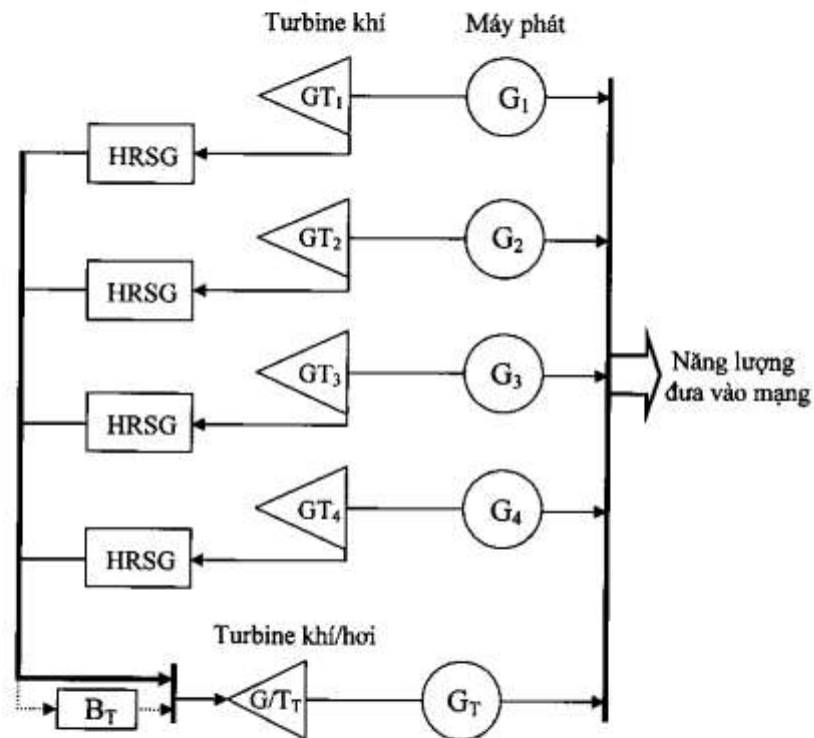 Turbine khí
Máy phát
GT1
G1
HRSG
GT2
G2
HRSG
GT3
G3
Năng lượng
đưa vào mạng
HRSG
GT4
G4
HRSG
Turbine khí/hơi
G/TT
GT
BT